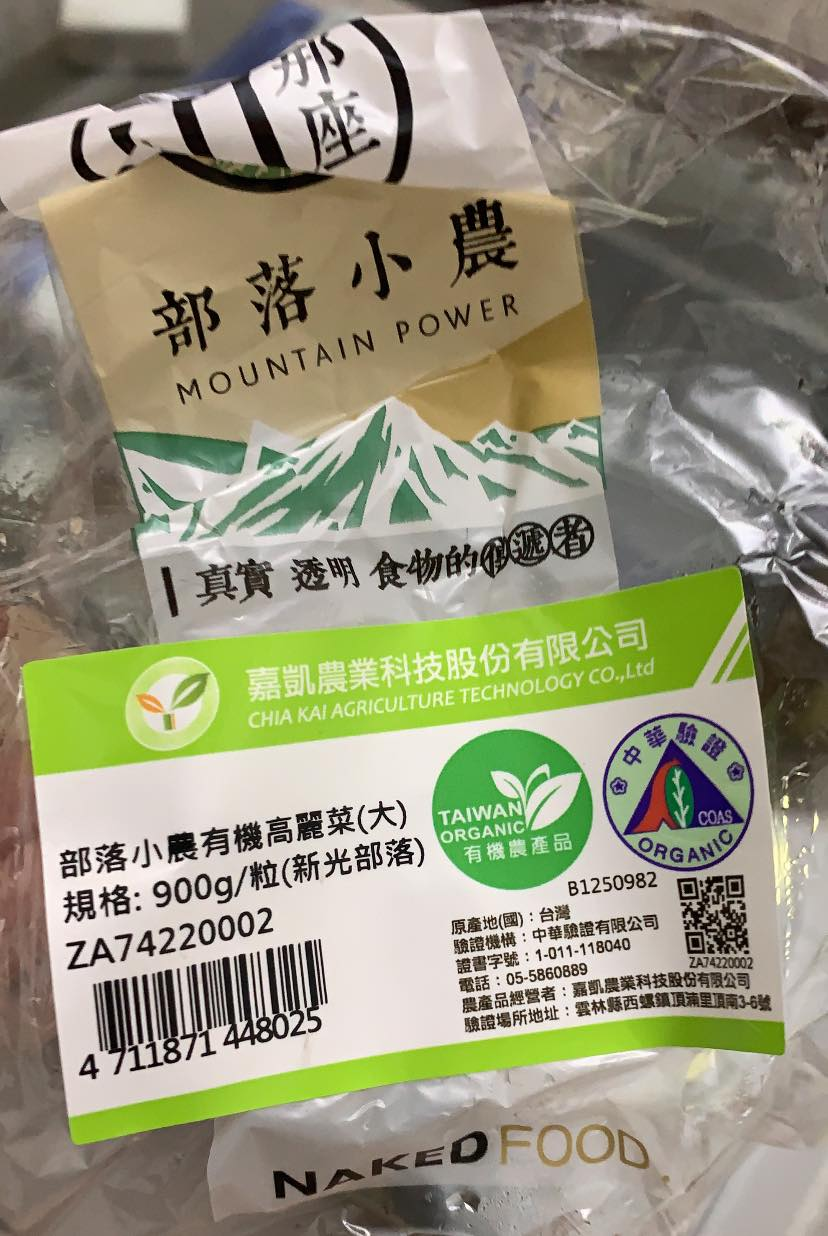 那座
部落小農
MOUNTAIN POWER
真實 透明 食物的傳遞者
嘉凱農業科技股份有限公司
CHIA KAI AGRICULTURE TECHNOLOGY CO.,Ltd
部落小農有機高麗菜(大)
規格: 900g/粒(新光部落)
ZA74220002
4 711871 448025
TAIWAN
ORGANIC
有機農產品
中華驗證
COAS
ORGANIC
B1250982
原產地(國)：台灣
驗證機構：中華驗證有限公司
證書字號：1-011-118040
電話：05-5860889
ZA74220002
農產品經營者：嘉凱農業科技股份有限公司
驗證場所地址：雲林縣西螺鎮頂湳里頂南3-6號
NAKED FOOD